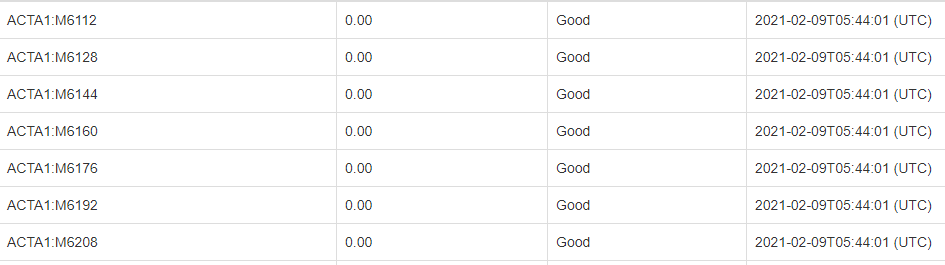 ACTA1:M6112 0.00 Good 2021-02-09T05:44:01 (UTC)
ACTA1:M6128 0.00 Good 2021-02-09T05:44:01 (UTC)
ACTA1:M6144 0.00 Good 2021-02-09T05:44:01 (UTC)
ACTA1:M6160 0.00 Good 2021-02-09T05:44:01 (UTC)
ACTA1:M6176 0.00 Good 2021-02-09T05:44:01 (UTC)
ACTA1:M6192 0.00 Good 2021-02-09T05:44:01 (UTC)
ACTA1:M6208 0.00 Good 2021-02-09T05:44:01 (UTC)